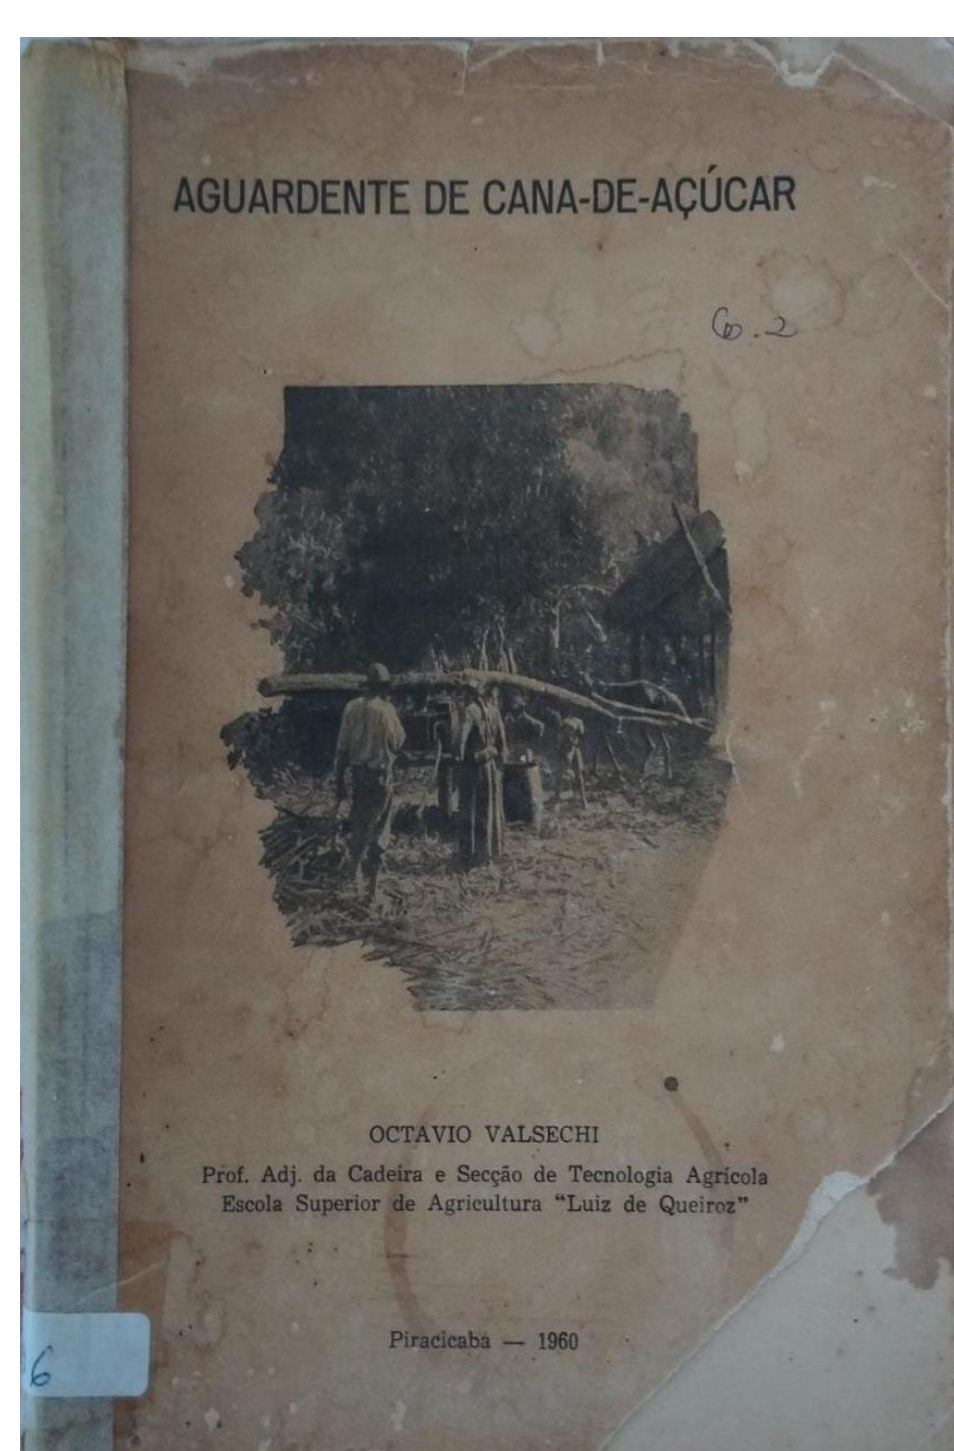 AGUARDENTE DE CANA-DE-AÇÚCAR
Co. 2
OCTAVIO VALSECHI
Prof. Adj. da Cadeira e Secção de Tecnologia Agrícola
Escola Superior de Agricultura “Luiz de Queiroz”
Piracicaba — 1960
6